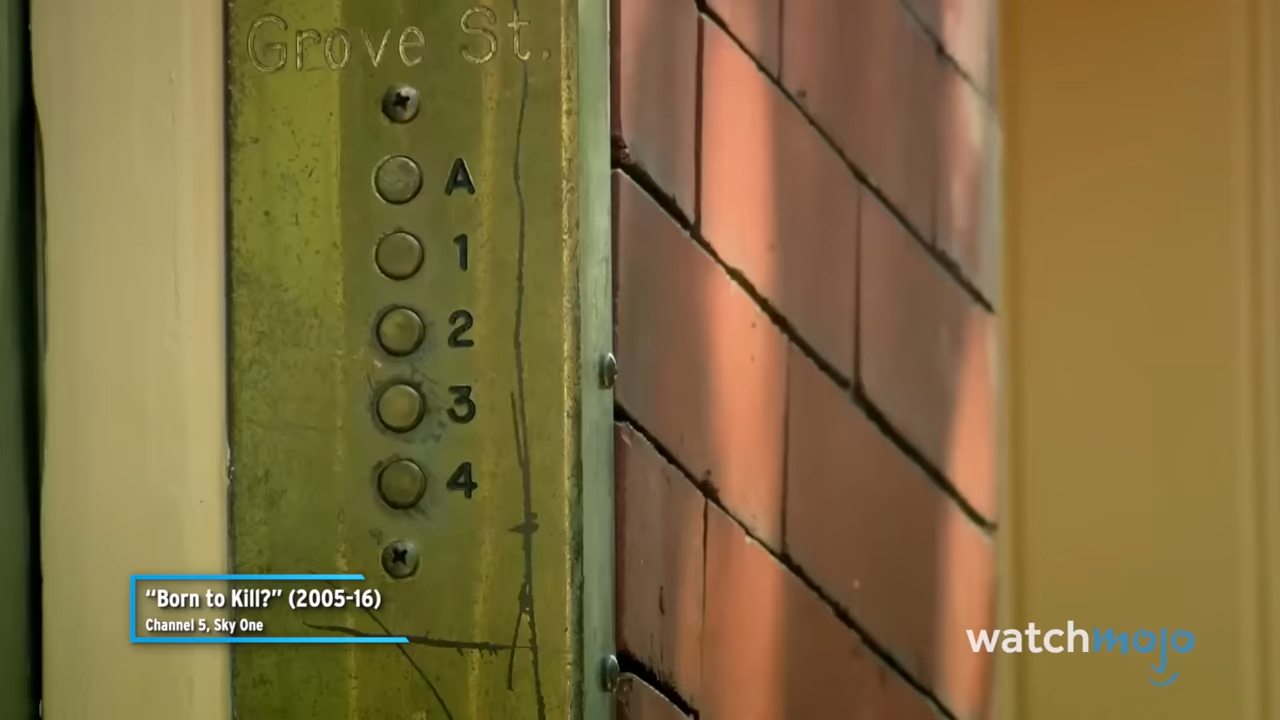 Grove St.
A
1
2
3
4
“Born to Kill?” (2005-16)
Channel 5, Sky One
watchmojo